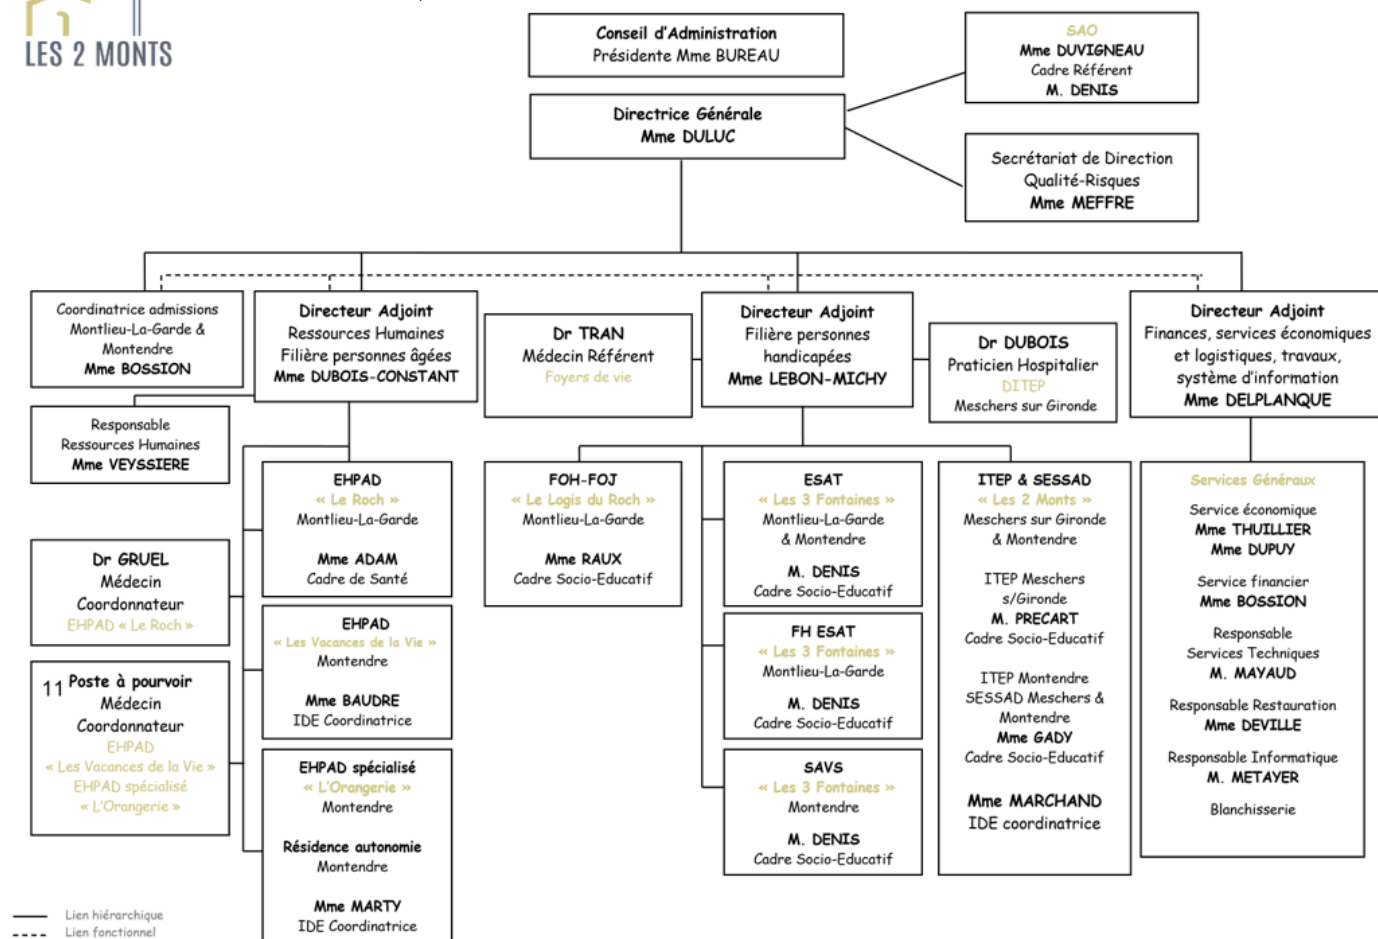 LES 2 MONTS
Conseil d'Administration
Présidente Mme BUREAU
SAO
Mme DUVIGNEAU
Cadre Référent
M. DENIS
Directrice Générale
Mme DULUC
Secrétariat de Direction
Qualité-Risques
Mme MEFFRE
Coordinatrice admissions
Montlieu-La-Garde &
Montendre
Mme BOSSION
Directeur Adjoint
Ressources Humaines
Filière personnes âgées
Mme DUBOIS-CONSTANT
Dr TRAN
Médecin Référent
Foyers de vie
Directeur Adjoint
Filière personnes
handicapées
Mme LEBON-MICHY
Dr DUBOIS
Praticien Hospitalier
DITEP
Meschers sur Gironde
Directeur Adjoint
Finances, services économiques
et logistiques, travaux,
système d'information
Mme DELPLANQUE
Responsable
Ressources Humaines
Mme VEYSSIERE
Dr GRUEL
Médecin
Coordonnateur
EHPAD « Le Roch »
11 Poste à pourvoir
Médecin
Coordonnateur
EHPAD
« Les Vacances de la Vie »
EHPAD spécialisé
« L'Orangerie »
EHPAD
« Le Roch »
Montlieu-La-Garde
Mme ADAM
Cadre de Santé
EHPAD
« Les Vacances de la Vie »
Montendre
Mme BAUDRE
IDE Coordinatrice
EHPAD spécialisé
« L'Orangerie »
Montendre
Résidence autonomie
Montendre
Mme MARTY
IDE Coordinatrice
FOH-FOJ
« Le Logis du Roch »
Montlieu-La-Garde
Mme RAUX
Cadre Socio-Educatif
ESAT
« Les 3 Fontaines »
Montlieu-La-Garde
& Montendre
M. DENIS
Cadre Socio-Educatif
FH ESAT
« Les 3 Fontaines »
Montlieu-La-Garde
M. DENIS
Cadre Socio-Educatif
SAVS
« Les 3 Fontaines »
Montendre
M. DENIS
Cadre Socio-Educatif
ITEP & SESSAD
« Les 2 Monts »
Meschers sur Gironde
& Montendre
ITEP Meschers
s/Gironde
M. PRECART
Cadre Socio-Educatif
ITEP Montendre
SESSAD Meschers &
Montendre
Mme GADY
Cadre Socio-Educatif
Mme MARCHAND
IDE coordinatrice
Services Généraux
Service économique
Mme THUILLIER
Mme DUPUY
Service financier
Mme BOSSION
Responsable
Services Techniques
M. MAYAUD
Responsable Restauration
Mme DEVILLE
Responsable Informatique
M. METAYER
Blanchisserie
Lien hiérarchique
Lien fonctionnel